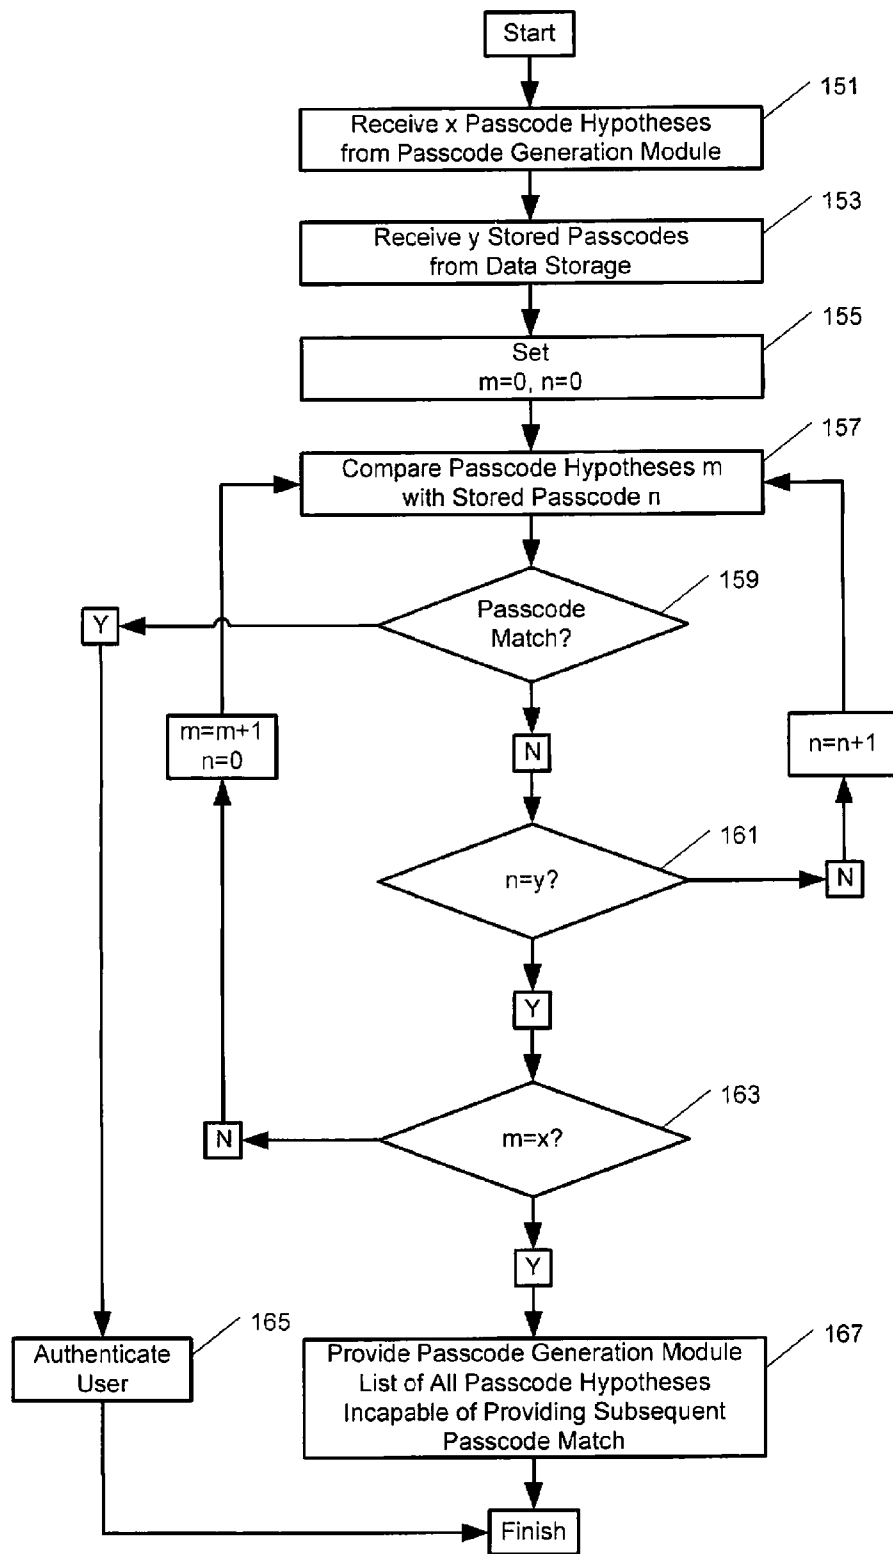 Start
151
Receive x Passcode Hypotheses
from Passcode Generation Module
153
Receive y Stored Passcodes
from Data Storage
155
Set
m=0, n=0
157
Compare Passcode Hypotheses m
with Stored Passcode n
159
Passcode
Match?
Y
m=m+1
n=0
N
n=n+1
161
n=y?
N
Y
163
m=x?
N
Y
165
Authenticate
User
167
Provide Passcode Generation Module
List of All Passcode Hypotheses
Incapable of Providing Subsequent
Passcode Match
Finish